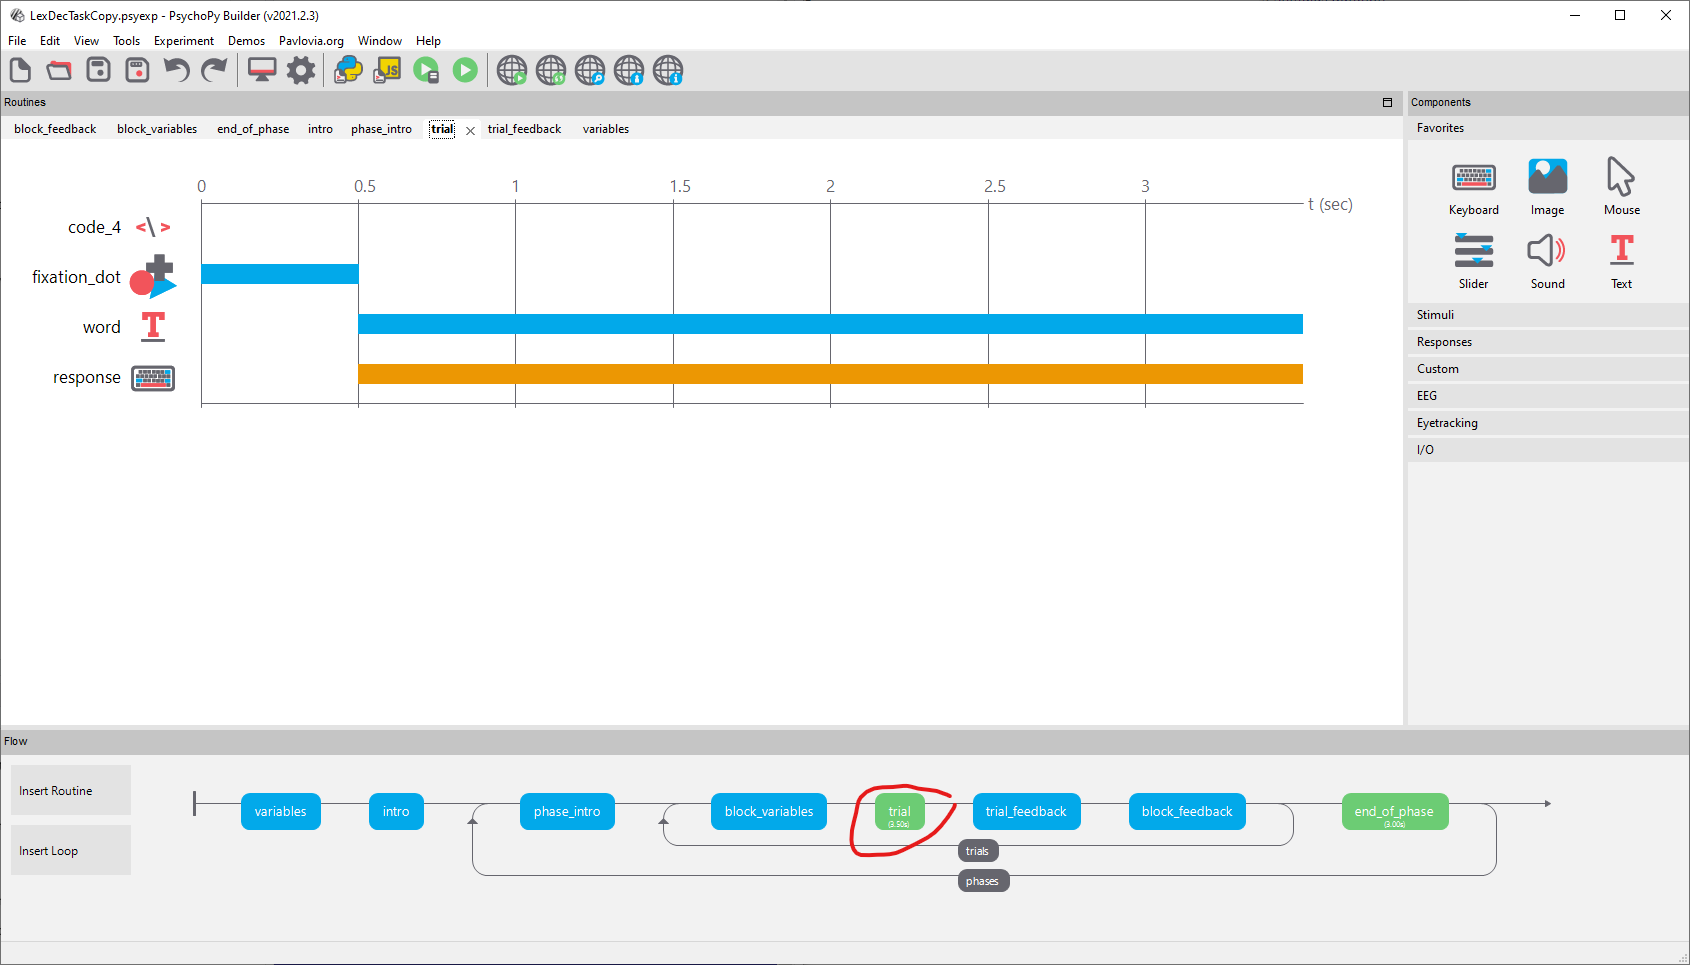 LexDecTaskCopy.psyexp - PsychoPy Builder (v2021.2.3)
File Edit View Tools Experiment Demos Pavlovia.org Window Help
JS
Routines
block_feedback block_variables end_of_phase intro phase_intro trial trial_feedback variables
0 0.5 1 1.5 2 2.5 3
t (sec)
code_4
fixation_dot
word
response
Components
Favorites
Keyboard Image Mouse
Slider Sound Text
Stimuli
Responses
Custom
EEG
Eyetracking
I/O
Flow
Insert Routine
Insert Loop
variables intro phase_intro block_variables trial trial_feedback block_feedback end_of_phase
(3.50s) (3.00s)
trials
phases